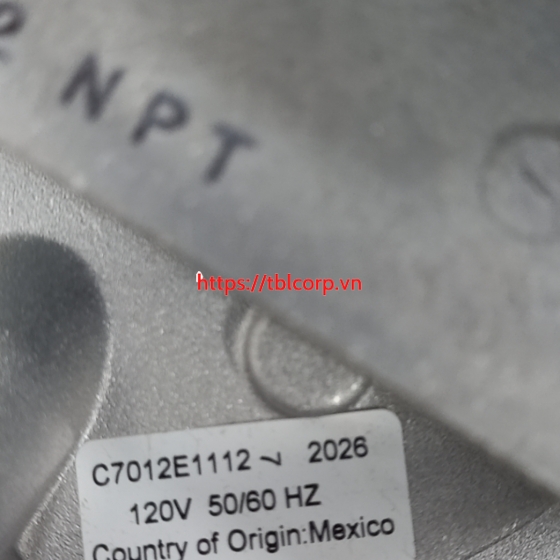 NPT
https://tblcorp.vn
C7012E1112 2026
120V 50/60 HZ
Country of Origin:Mexico